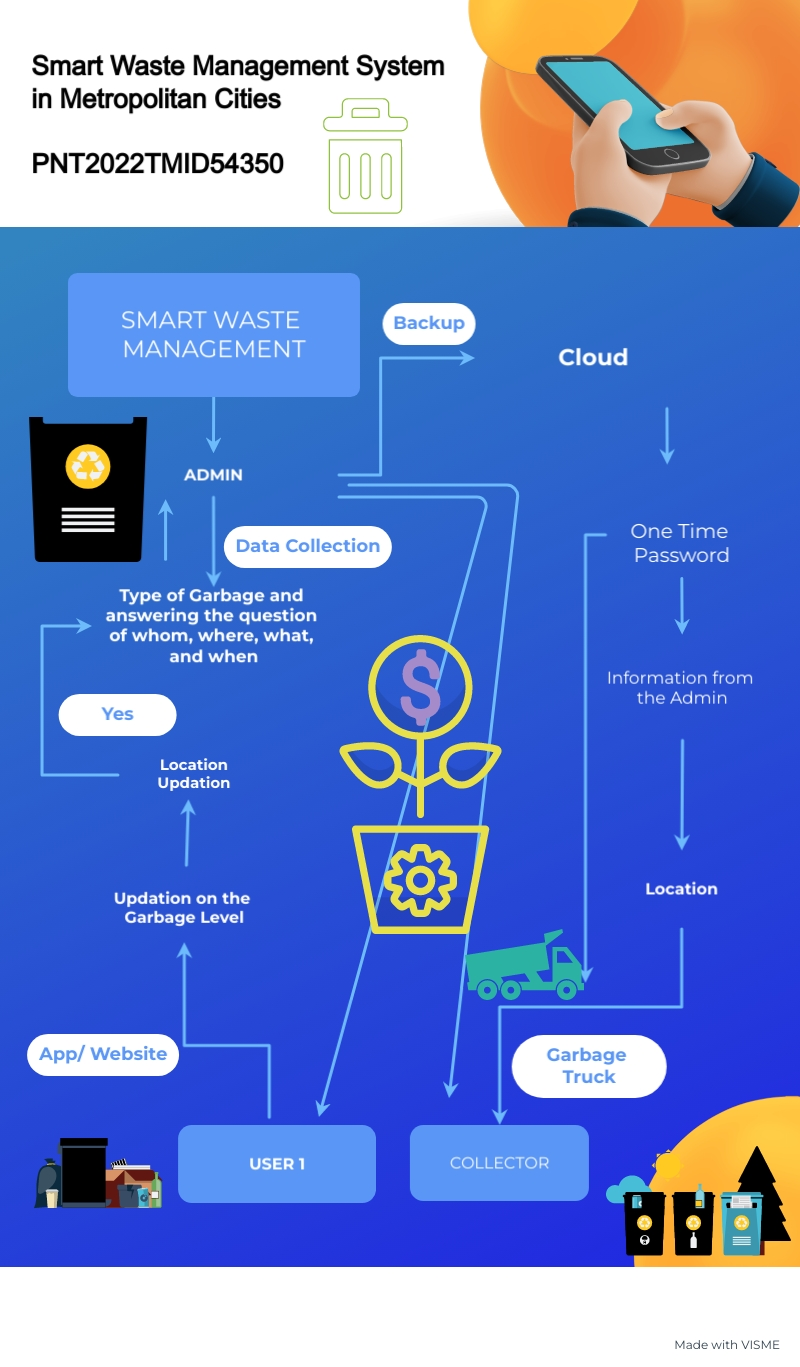 Smart Waste Management System
in Metropolitan Cities
PNT2022TMID54350
SMART WASTE
MANAGEMENT
Backup
Cloud
ADMIN
Data Collection
One Time
Password
Type of Garbage and
answering the question
of whom, where, what,
and when
Information from
the Admin
Yes
Location
Updation
Location
Updation on the
Garbage Level
App/ Website
Garbage
Truck
USER 1
COLLECTOR
Made with VISME